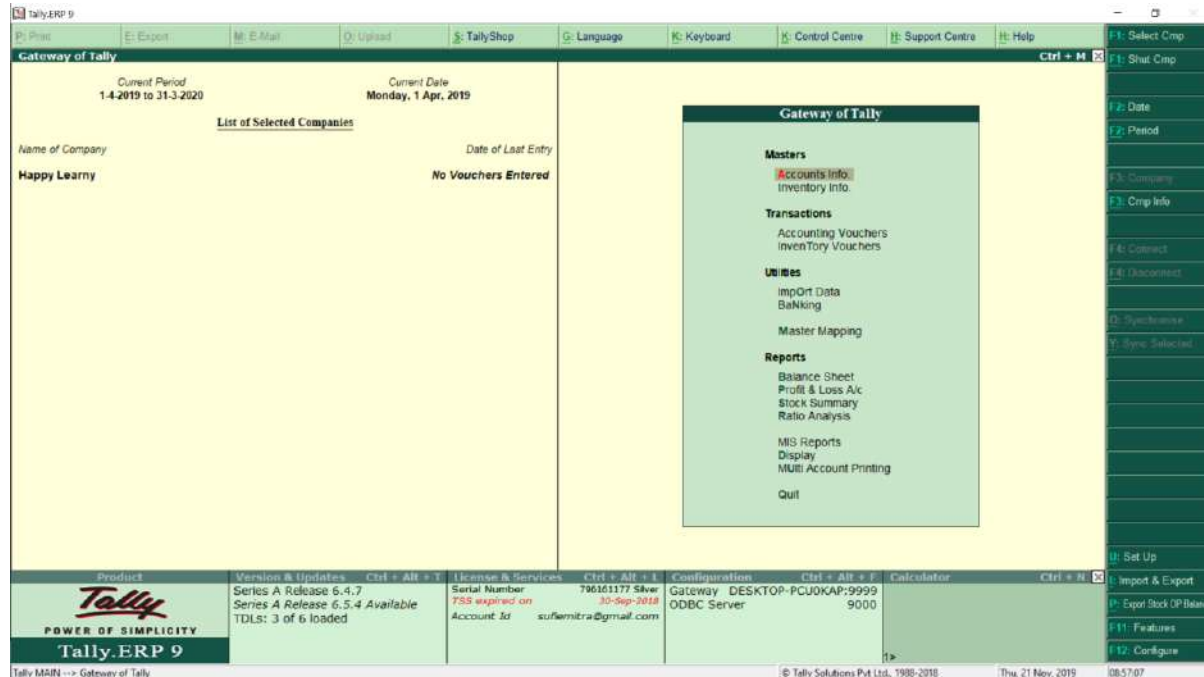 Tally.ERP 9
P: Print E: Export M: E-Mail O: Upload S: TallyShop G: Language K: Keyboard K: Control Centre H: Support Centre H: Help
Gateway of Tally Ctrl + M
Current Period Current Date
1-4-2019 to 31-3-2020 Monday, 1 Apr, 2019
List of Selected Companies
Name of Company Date of Last Entry
Happy Learny No Vouchers Entered
Gateway of Tally
Masters
Accounts Info.
Inventory Info.
Transactions
Accounting Vouchers
InvenTory Vouchers
Utilities
ImpOrt Data
BaNking
Master Mapping
Reports
Balance Sheet
Profit & Loss A/c
Stock Summary
Ratio Analysis
MIS Reports
Display
MUlti Account Printing
Quit
F1: Select Cmp
F1: Shut Cmp
F2: Date
F2: Period
F3: Company
F3: Cmp Info
F4: Connect
F4: Disconnect
Q: Synchronise
Y: Sync Selected
U: Set Up
I: Import & Export
P: Export Stock OP Balan
F11: Features
F12: Configure
Product
Tally
POWER OF SIMPLICITY
Tally.ERP 9
Version & Updates Ctrl + Alt + T
Series A Release 6.4.7
Series A Release 6.5.4 Available
TDLs: 3 of 6 loaded
License & Services Ctrl + Alt + L
Serial Number 796161177 Silver
TSS expired on 30-Sep-2018
Account Id sufiemitra@gmail.com
Configuration Ctrl + Alt + F
Gateway DESKTOP-PCU0KAP:9999
ODBC Server 9000
Calculator Ctrl + N
1>
Tally MAIN --> Gateway of Tally © Tally Solutions Pvt Ltd., 1988-2018 Thu, 21 Nov, 2019 08:57:07